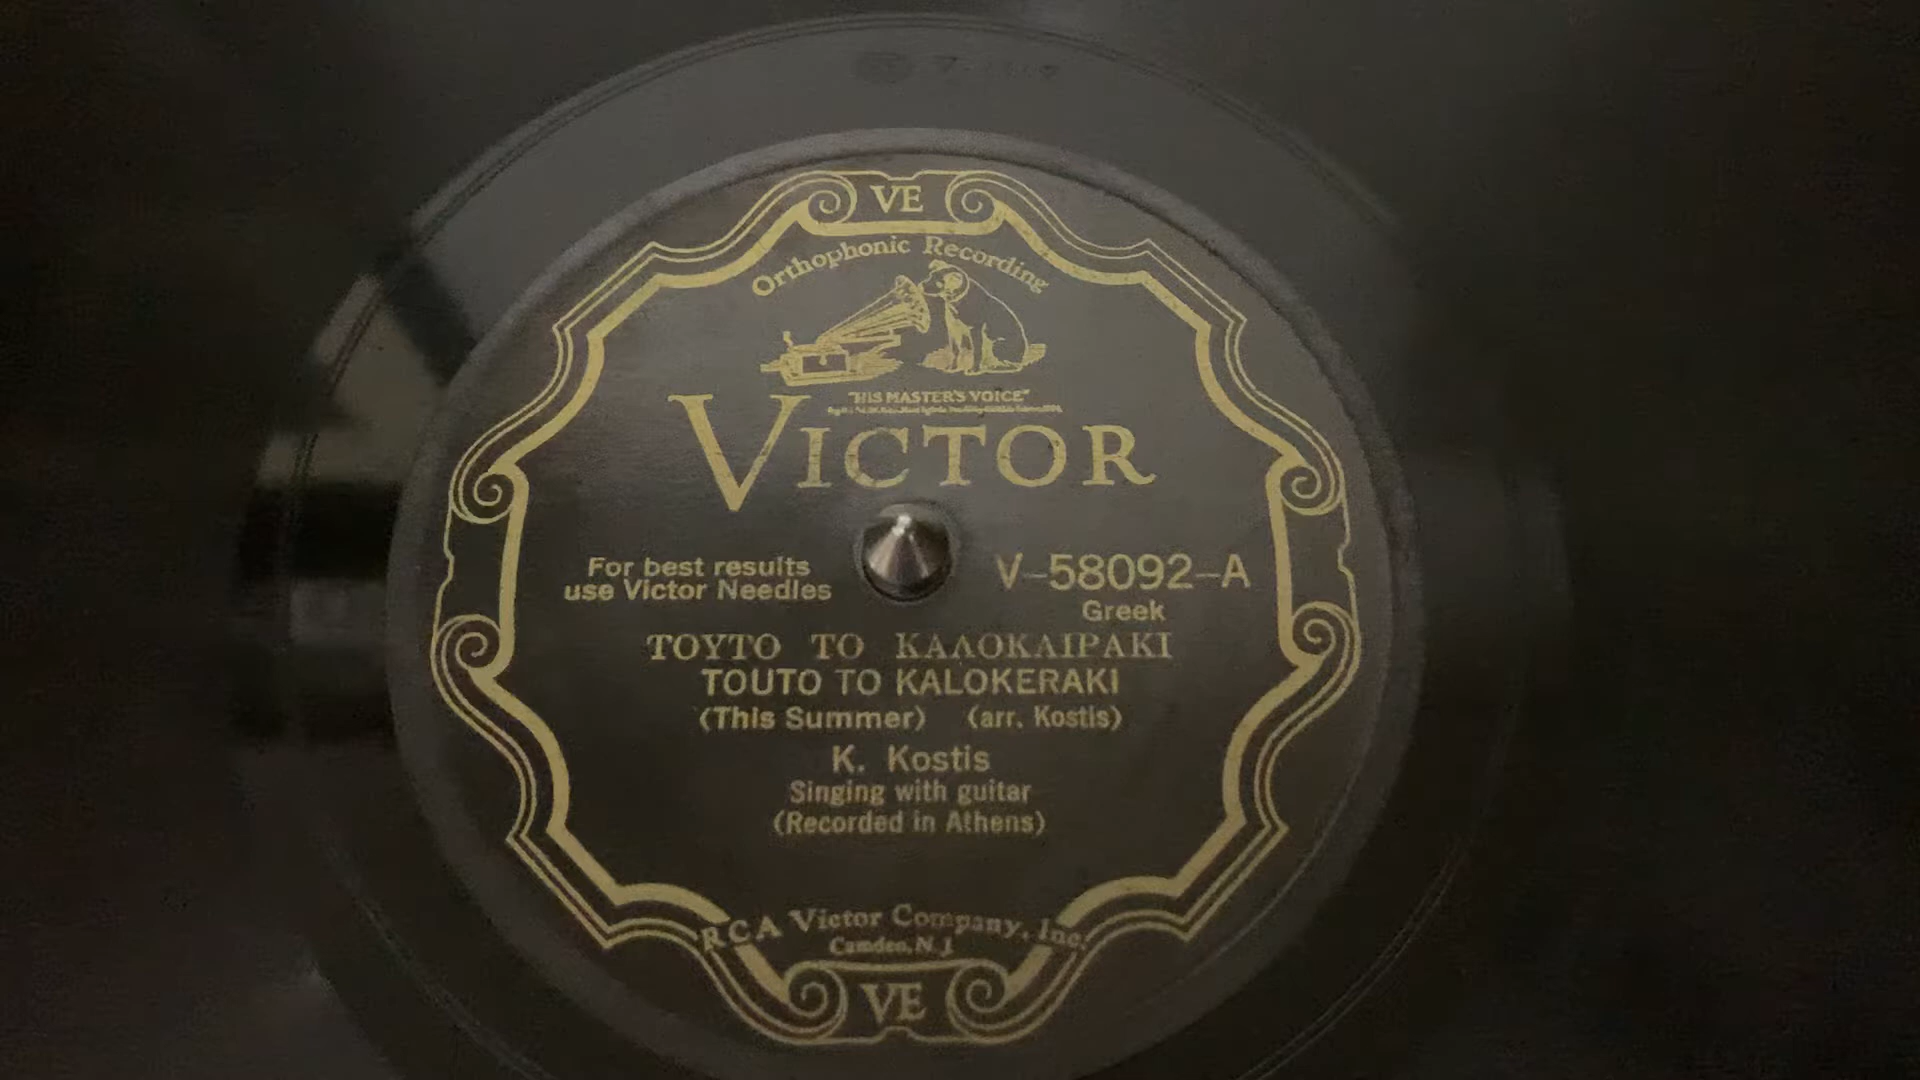 VE
Orthophonic Recording
"HIS MASTER'S VOICE"
VICTOR
For best results
use Victor Needles
V-58092-A
Greek
ΤΟΥΤΟ ΤΟ ΚΑΛΟΚΑΙΡΑΚΙ
TOUTO TO KALOKERAKI
(This Summer) (arr. Kostis)
K. Kostis
Singing with guitar
(Recorded in Athens)
RCA Victor Company, Inc.
Camden, N. J.
VE